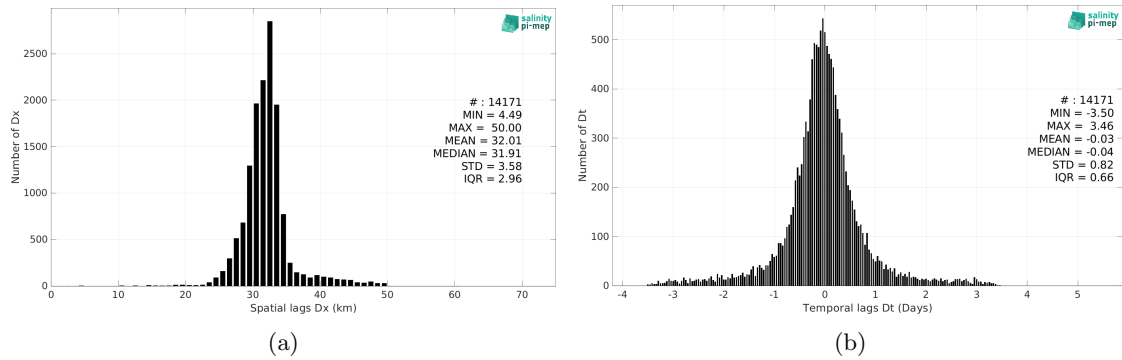 salinity
pi-mep
2500
2000
1500
1000
500
0
Number of Dx
# : 14171
MIN = 4.49
MAX = 50.00
MEAN = 32.01
MEDIAN = 31.91
STD = 3.58
IQR = 2.96
0 10 20 30 40 50 60 70
Spatial lags Dx (km)
(a)
salinity
pi-mep
500
400
300
200
100
0
Number of Dt
# : 14171
MIN = -3.50
MAX = 3.46
MEAN = -0.03
MEDIAN = -0.04
STD = 0.82
IQR = 0.66
-4 -3 -2 -1 0 1 2 3 4 5
Temporal lags Dt (Days)
(b)